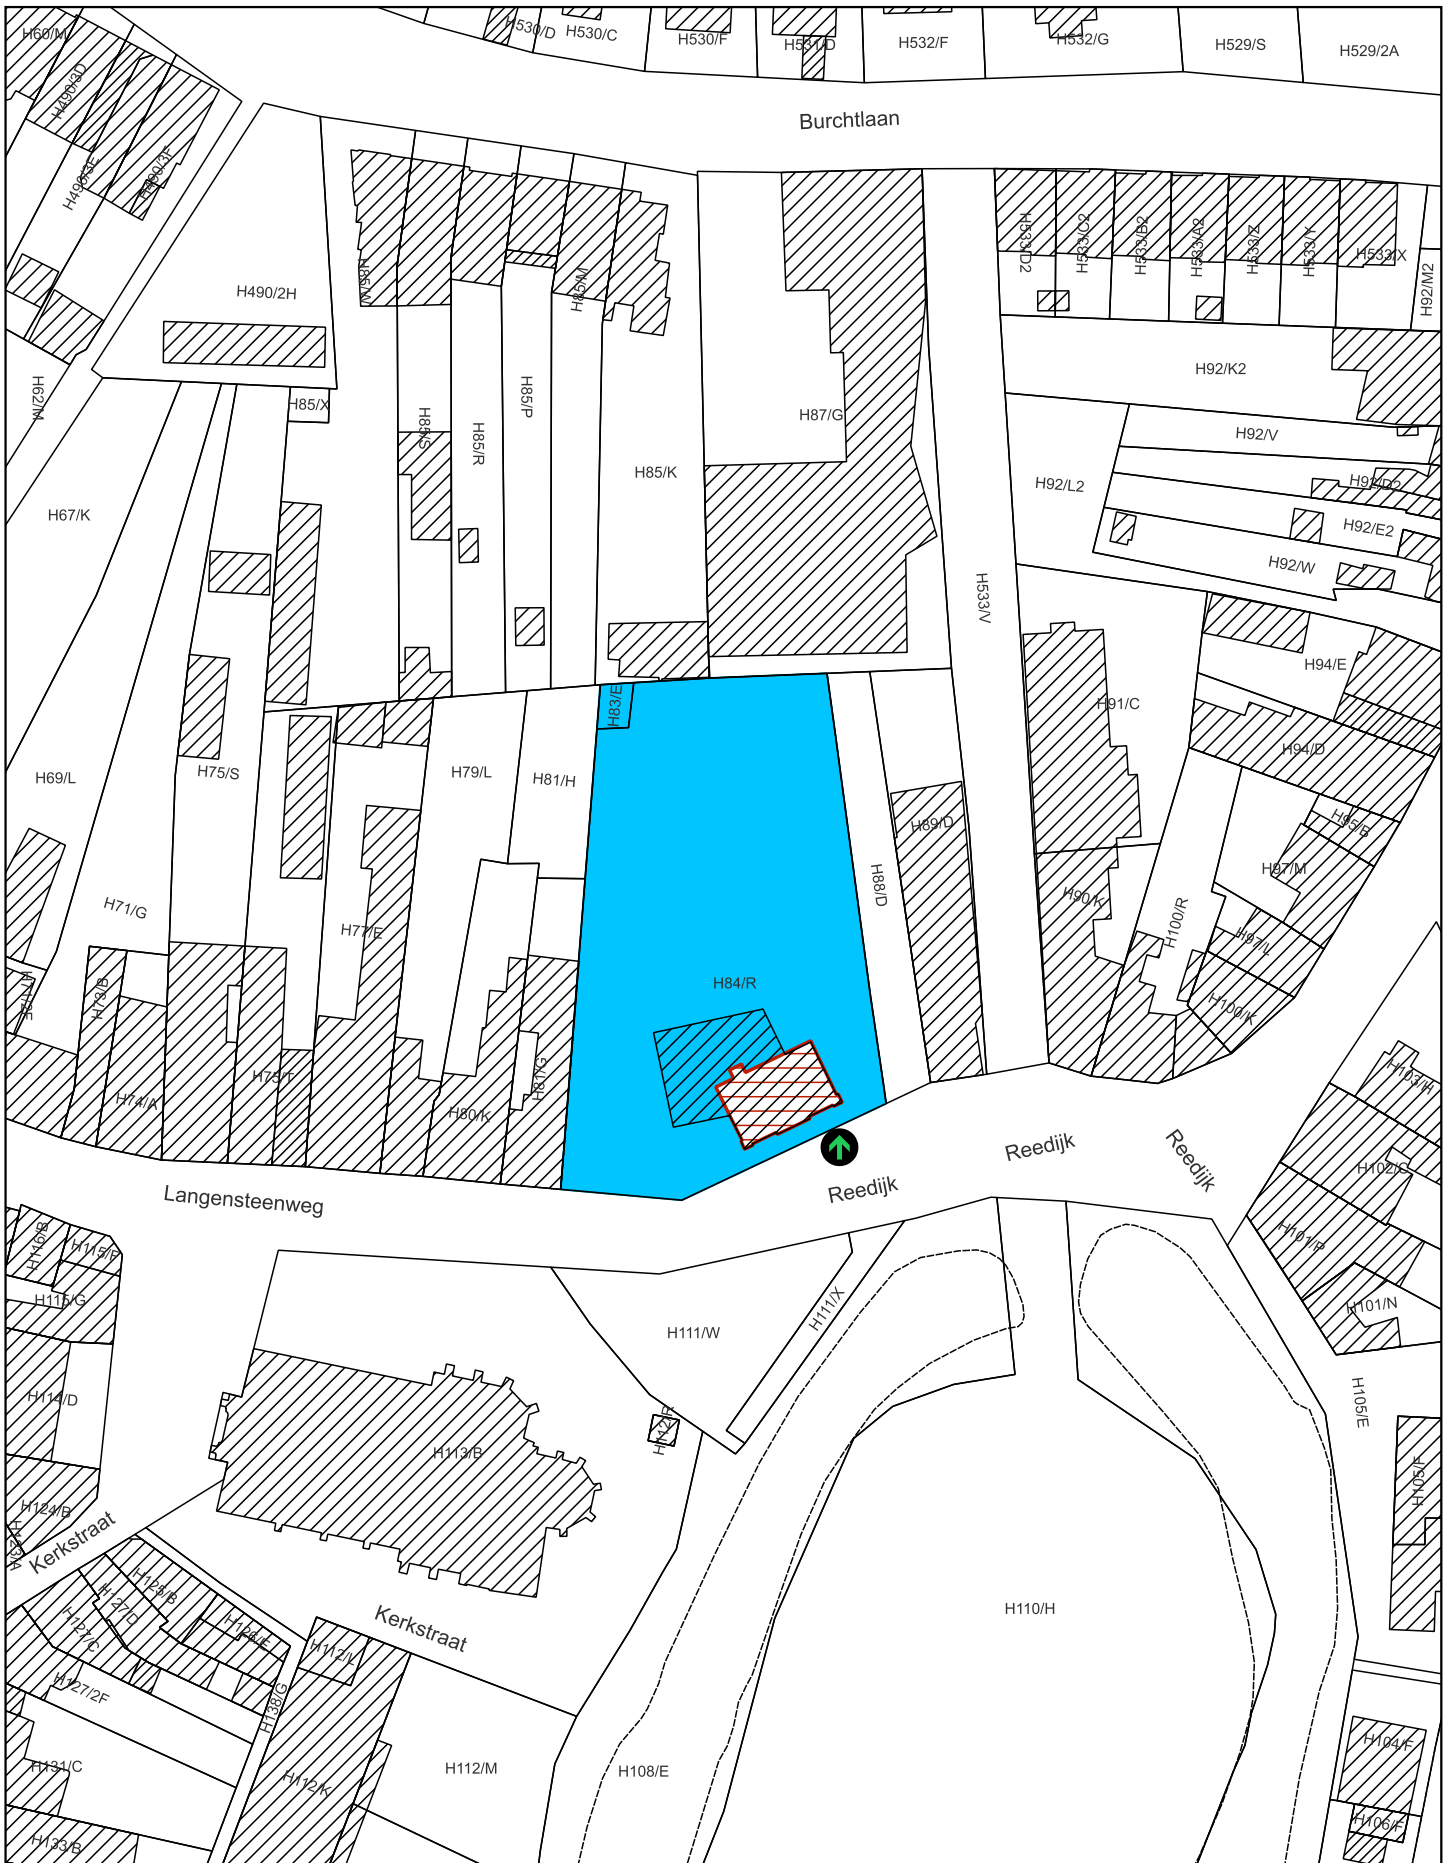 H60/M
H530/D
H530/C
H530/F
H531/D
H532/F
H532/G
H529/S
H529/2A
H490/3D
Burchtlaan
H490/3E
H490/3F
H490/2H
H85/M
H533/D2
H533/C2
H533/B2
H533/A2
H533/Z
H533/Y
H533/X
H92/M2
H62/M
H85/X
H85/S
H85/R
H85/P
H85/K
H87/G
H92/K2
H92/V
H92/L2
H92/D2
H92/E2
H92/W
H67/K
H533/V
H94/E
H83/E
H91/C
H94/D
H69/L
H75/S
H79/L
H81/H
H89/D
H95/B
H97/M
H71/G
H77/E
H88/D
H90/K
H100/R
H97/L
H84/R
H73/B
H100/K
H74/A
H75/T
H80/K
H81/G
H103/H
H102/C
Langensteenweg
Reedijk
Reedijk
Reedijk
H116/B
H115/F
H115/G
H101/P
H101/N
H111/W
H111/X
H114/D
H112/R
H113/B
H105/E
H105/F
H124/B
H123/A
Kerkstraat
H125/B
H127/D
H127/C
H126/E
Kerkstraat
H112/L
H110/H
H127/2F
H138/G
H131/C
H112/K
H112/M
H108/E
H104/F
H106/F
H133/B